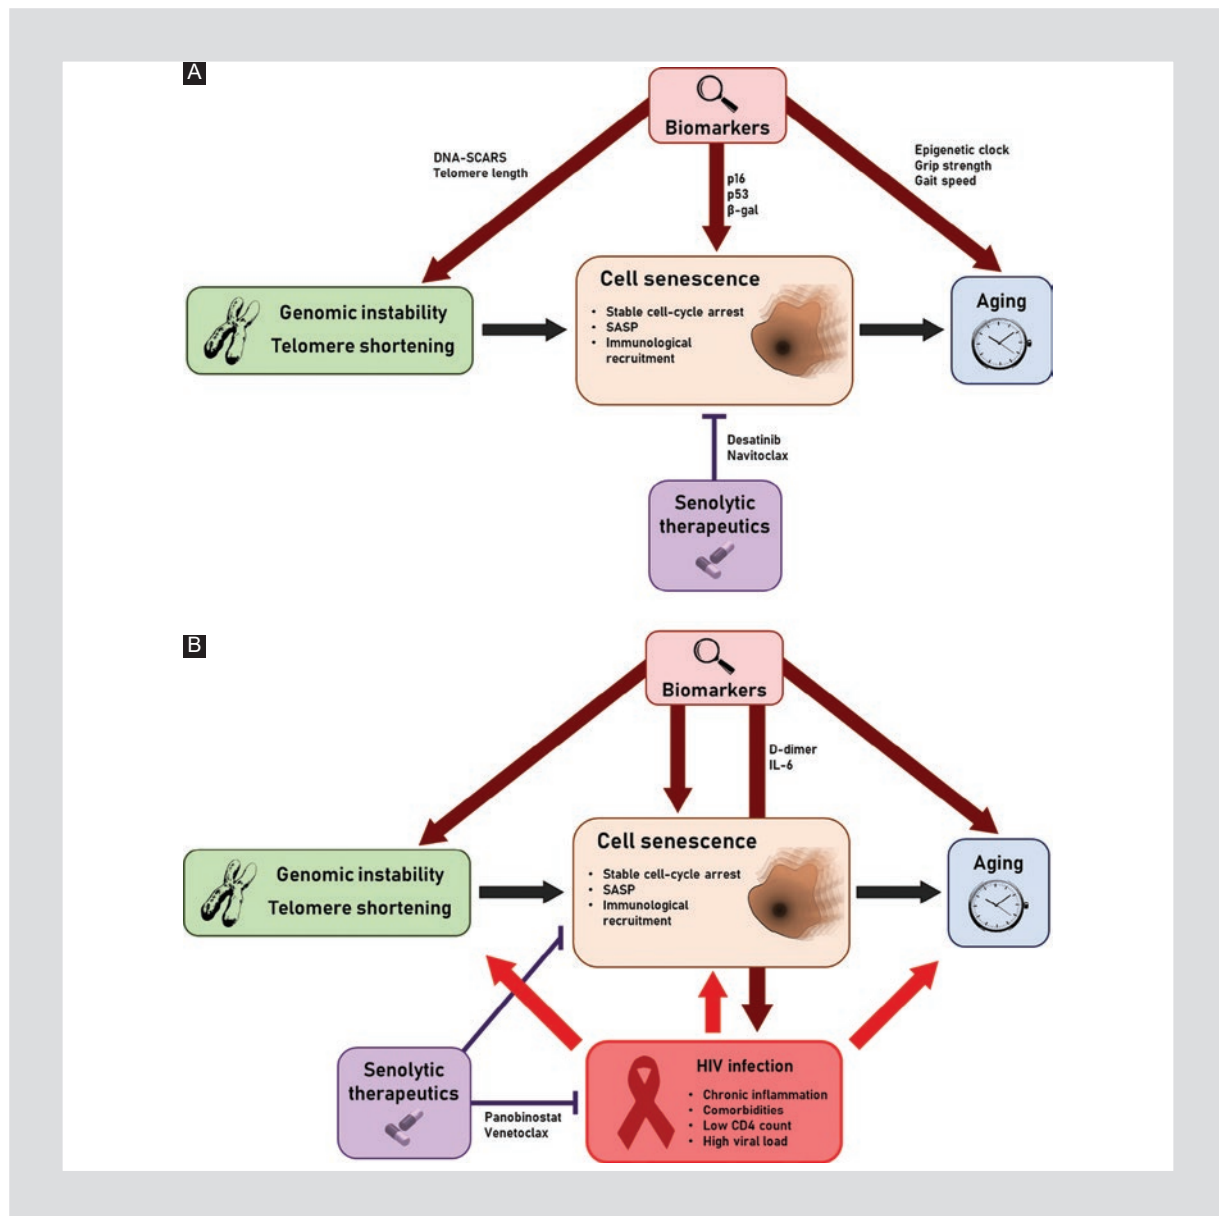 A
Biomarkers
DNA-SCARS
Telomere length
p16
p53
β-gal
Epigenetic clock
Grip strength
Gait speed
Genomic instability
Telomere shortening
Cell senescence
• Stable cell-cycle arrest
• SASP
• Immunological
recruitment
Aging
Desatinib
Navitoclax
Senolytic
therapeutics
B
Biomarkers
D-dimer
IL-6
Genomic instability
Telomere shortening
Cell senescence
• Stable cell-cycle arrest
• SASP
• Immunological
recruitment
Aging
Senolytic
therapeutics
Panobinostat
Venetoclax
HIV infection
• Chronic inflammation
• Comorbidities
• Low CD4 count
• High viral load